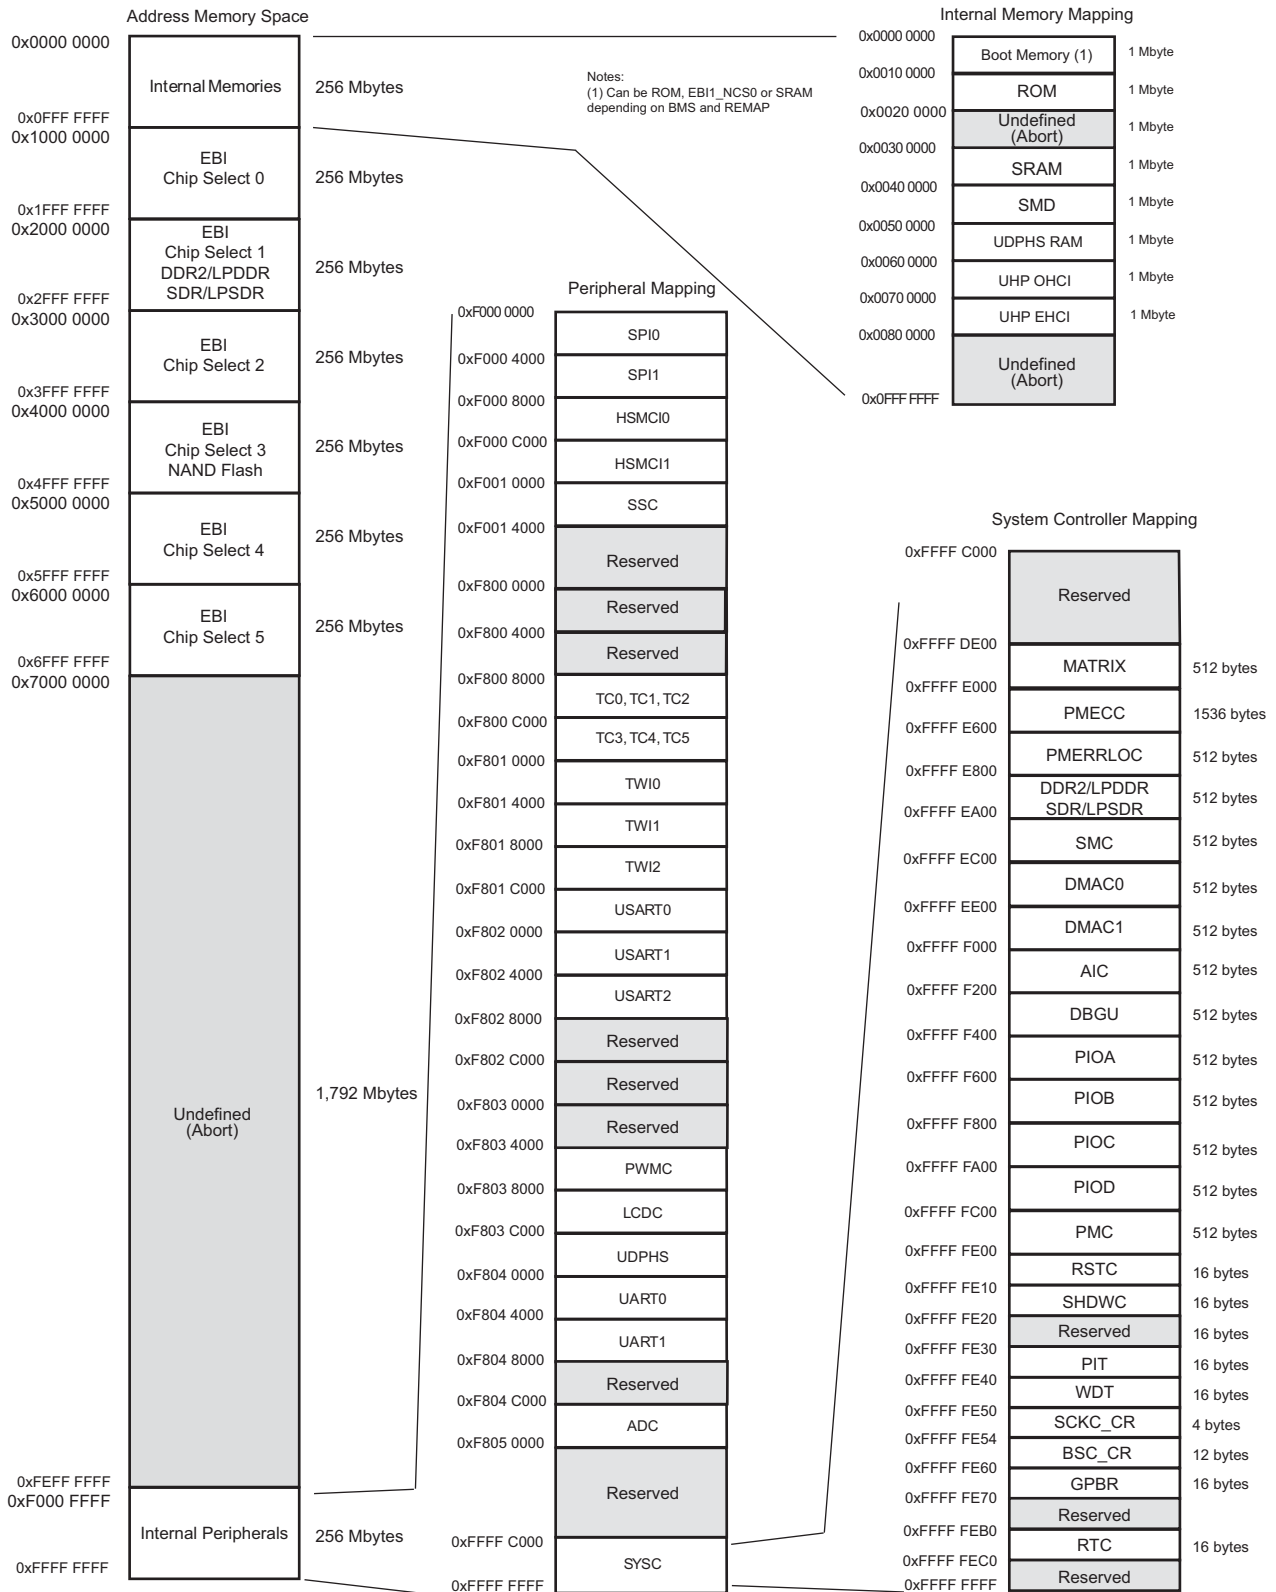 Address Memory Space
0x0000 0000
Internal Memories
256 Mbytes
0x0FFF FFFF
0x1000 0000
EBI
Chip Select 0
256 Mbytes
0x1FFF FFFF
0x2000 0000
EBI
Chip Select 1
DDR2/LPDDR
SDR/LPSDR
256 Mbytes
0x2FFF FFFF
0x3000 0000
EBI
Chip Select 2
256 Mbytes
0x3FFF FFFF
0x4000 0000
EBI
Chip Select 3
NAND Flash
256 Mbytes
0x4FFF FFFF
0x5000 0000
EBI
Chip Select 4
256 Mbytes
0x5FFF FFFF
0x6000 0000
EBI
Chip Select 5
256 Mbytes
0x6FFF FFFF
0x7000 0000
Undefined
(Abort)
1,792 Mbytes
0xFEFF FFFF
0xF000 FFFF
Internal Peripherals
256 Mbytes
0xFFFF FFFF
Notes:
(1) Can be ROM, EBI1_NCS0 or SRAM
depending on BMS and REMAP
Peripheral Mapping
0xF000 0000
SPI0
0xF000 4000
SPI1
0xF000 8000
HSMCI0
0xF000 C000
HSMCI1
0xF001 0000
SSC
0xF001 4000
Reserved
0xF800 0000
Reserved
0xF800 4000
Reserved
0xF800 8000
TC0, TC1, TC2
0xF800 C000
TC3, TC4, TC5
0xF801 0000
TWI0
0xF801 4000
TWI1
0xF801 8000
TWI2
0xF801 C000
USART0
0xF802 0000
USART1
0xF802 4000
USART2
0xF802 8000
Reserved
0xF802 C000
Reserved
0xF803 0000
Reserved
0xF803 4000
PWMC
0xF803 8000
LCDC
0xF803 C000
UDPHS
0xF804 0000
UART0
0xF804 4000
UART1
0xF804 8000
Reserved
0xF804 C000
ADC
0xF805 0000
Reserved
0xFFFF C000
SYSC
0xFFFF FFFF
Internal Memory Mapping
0x0000 0000
Boot Memory (1)
1 Mbyte
0x0010 0000
ROM
1 Mbyte
0x0020 0000
Undefined
(Abort)
1 Mbyte
0x0030 0000
SRAM
1 Mbyte
0x0040 0000
SMD
1 Mbyte
0x0050 0000
UDPHS RAM
1 Mbyte
0x0060 0000
UHP OHCI
1 Mbyte
0x0070 0000
UHP EHCI
1 Mbyte
0x0080 0000
Undefined
(Abort)
0x0FFF FFFF
System Controller Mapping
0xFFFF C000
Reserved
0xFFFF DE00
MATRIX
512 bytes
0xFFFF E000
PMECC
1536 bytes
0xFFFF E600
PMERRLOC
512 bytes
0xFFFF E800
DDR2/LPDDR
SDR/LPSDR
512 bytes
0xFFFF EA00
SMC
512 bytes
0xFFFF EC00
DMAC0
512 bytes
0xFFFF EE00
DMAC1
512 bytes
0xFFFF F000
AIC
512 bytes
0xFFFF F200
DBGU
512 bytes
0xFFFF F400
PIOA
512 bytes
0xFFFF F600
PIOB
512 bytes
0xFFFF F800
PIOC
512 bytes
0xFFFF FA00
PIOD
512 bytes
0xFFFF FC00
PMC
512 bytes
0xFFFF FE00
RSTC
16 bytes
0xFFFF FE10
SHDWC
16 bytes
0xFFFF FE20
Reserved
16 bytes
0xFFFF FE30
PIT
16 bytes
0xFFFF FE40
WDT
16 bytes
0xFFFF FE50
SCKC_CR
4 bytes
0xFFFF FE54
BSC_CR
12 bytes
0xFFFF FE60
GPBR
16 bytes
0xFFFF FE70
Reserved
0xFFFF FEB0
RTC
16 bytes
0xFFFF FEC0
Reserved
0xFFFF FFFF